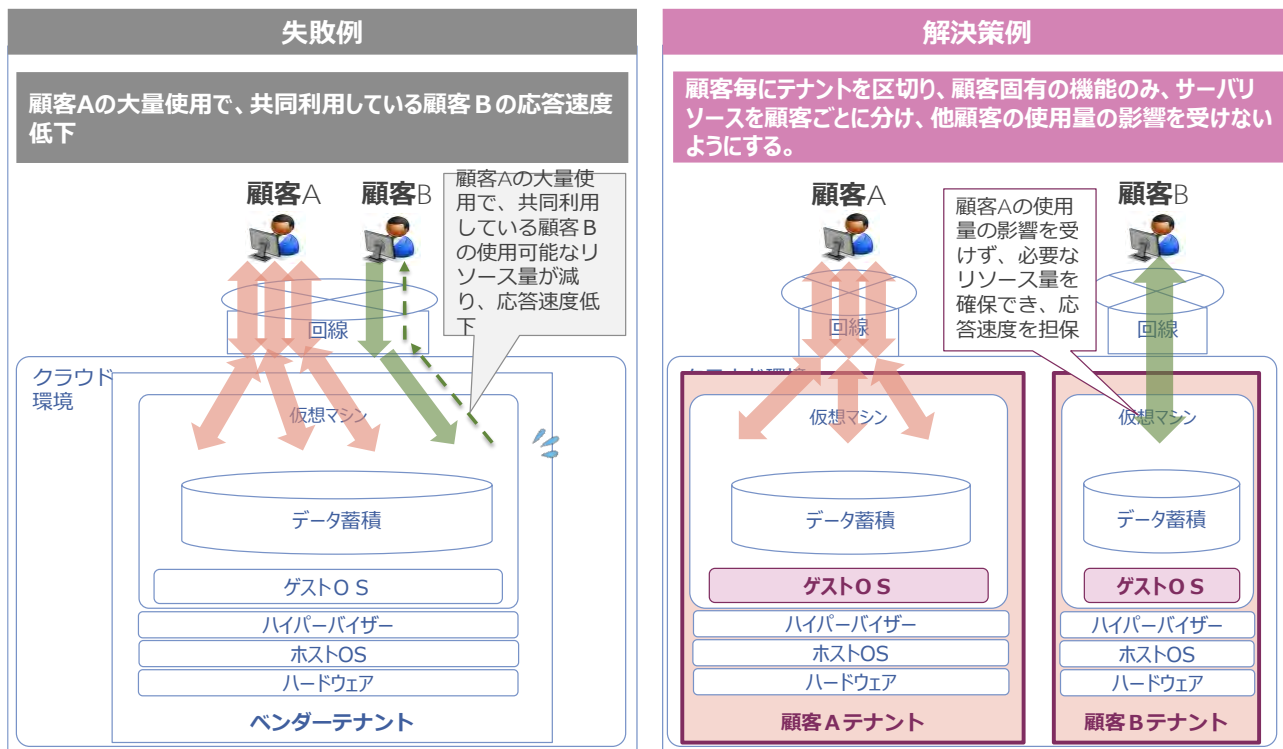 失敗例
顧客Aの大量使用で、共同利用している顧客Ｂの応答速度
低下
顧客A
顧客B
顧客Aの大量使
用で、共同利用
している顧客Ｂ
の使用可能なリ
ソース量が減
り、応答速度低
下
回線
クラウド
環境
仮想マシン
データ蓄積
ゲストＯＳ
ハイパーバイザー
ホストOS
ハードウェア
ベンダーテナント
解決策例
顧客毎にテナントを区切り、顧客固有の機能のみ、サーバリ
ソースを顧客ごとに分け、他顧客の使用量の影響を受けない
ようにする。
顧客A
顧客B
顧客Aの使用
量の影響を受
けず、必要な
リソース量を
確保でき、応
答速度を担保
回線
回線
仮想マシン
データ蓄積
ゲストＯＳ
ハイパーバイザー
ホストOS
ハードウェア
顧客Ａテナント
仮想マシン
データ蓄積
ゲストＯＳ
ハイパーバイザー
ホストOS
ハードウェア
顧客Ｂテナント